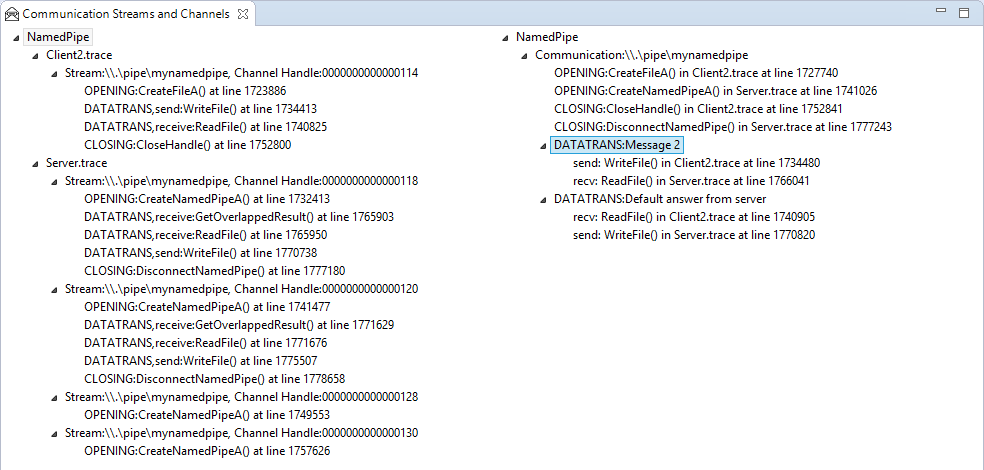 Communication Streams and Channels
NamedPipe
Client2.trace
Stream:\\.\pipe\mynamedpipe, Channel Handle:0000000000000114
OPENING:CreateFileA() at line 1723886
DATATRANS,send:WriteFile() at line 1734413
DATATRANS,receive:ReadFile() at line 1740825
CLOSING:CloseHandle() at line 1752800
Server.trace
Stream:\\.\pipe\mynamedpipe, Channel Handle:0000000000000118
OPENING:CreateNamedPipeA() at line 1732413
DATATRANS,receive:GetOverlappedResult() at line 1765903
DATATRANS,receive:ReadFile() at line 1765950
DATATRANS,send:WriteFile() at line 1770738
CLOSING:DisconnectNamedPipe() at line 1777180
Stream:\\.\pipe\mynamedpipe, Channel Handle:0000000000000120
OPENING:CreateNamedPipeA() at line 1741477
DATATRANS,receive:GetOverlappedResult() at line 1771629
DATATRANS,receive:ReadFile() at line 1771676
DATATRANS,send:WriteFile() at line 1775507
CLOSING:DisconnectNamedPipe() at line 1778658
Stream:\\.\pipe\mynamedpipe, Channel Handle:0000000000000128
OPENING:CreateNamedPipeA() at line 1749553
Stream:\\.\pipe\mynamedpipe, Channel Handle:0000000000000130
OPENING:CreateNamedPipeA() at line 1757626
NamedPipe
Communication:\\.\pipe\mynamedpipe
OPENING:CreateFileA() in Client2.trace at line 1727740
OPENING:CreateNamedPipeA() in Server.trace at line 1741026
CLOSING:CloseHandle() in Client2.trace at line 1752841
CLOSING:DisconnectNamedPipe() in Server.trace at line 1777243
DATATRANS:Message 2
send: WriteFile() in Client2.trace at line 1734480
recv: ReadFile() in Server.trace at line 1766041
DATATRANS:Default answer from server
recv: ReadFile() in Client2.trace at line 1740905
send: WriteFile() in Server.trace at line 1770820